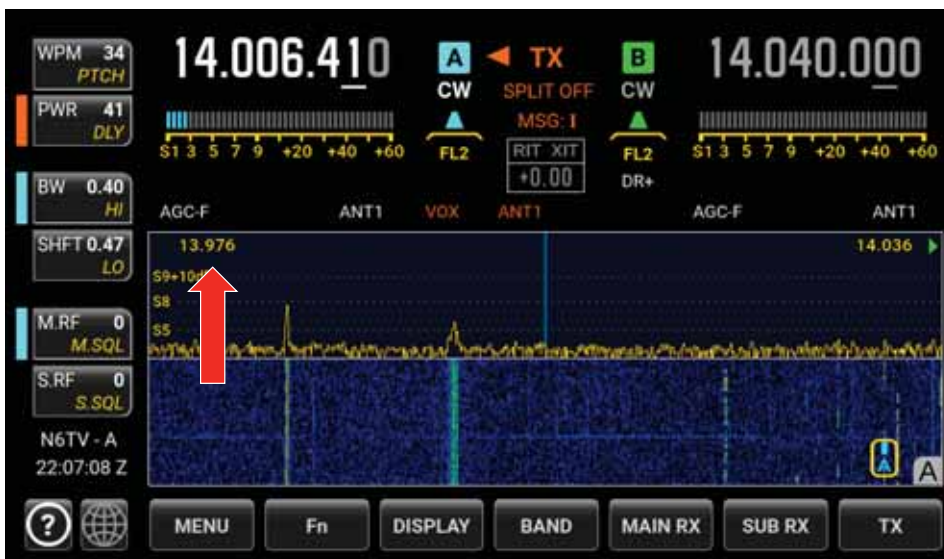 WPM 34
PTCH
PWR 41
DLY
BW 0.40
HI
SHFT 0.47
LO
M.RF 0
M.SQL
S.RF 0
S.SQL
N6TV - A
22:07:08 Z
14.006.410 A TX B 14.040.000
CW SPLIT OFF CW
MSG: I
S1 3 5 7 9 +20 +40 +60 FL2 RIT XIT FL2 S1 3 5 7 9 +20 +40 +60
+0.00 DR+
AGC-F ANT1 VOX ANT1 AGC-F ANT1
13.976 14.036
S8
S5
A A
? MENU Fn DISPLAY BAND MAIN RX SUB RX TX